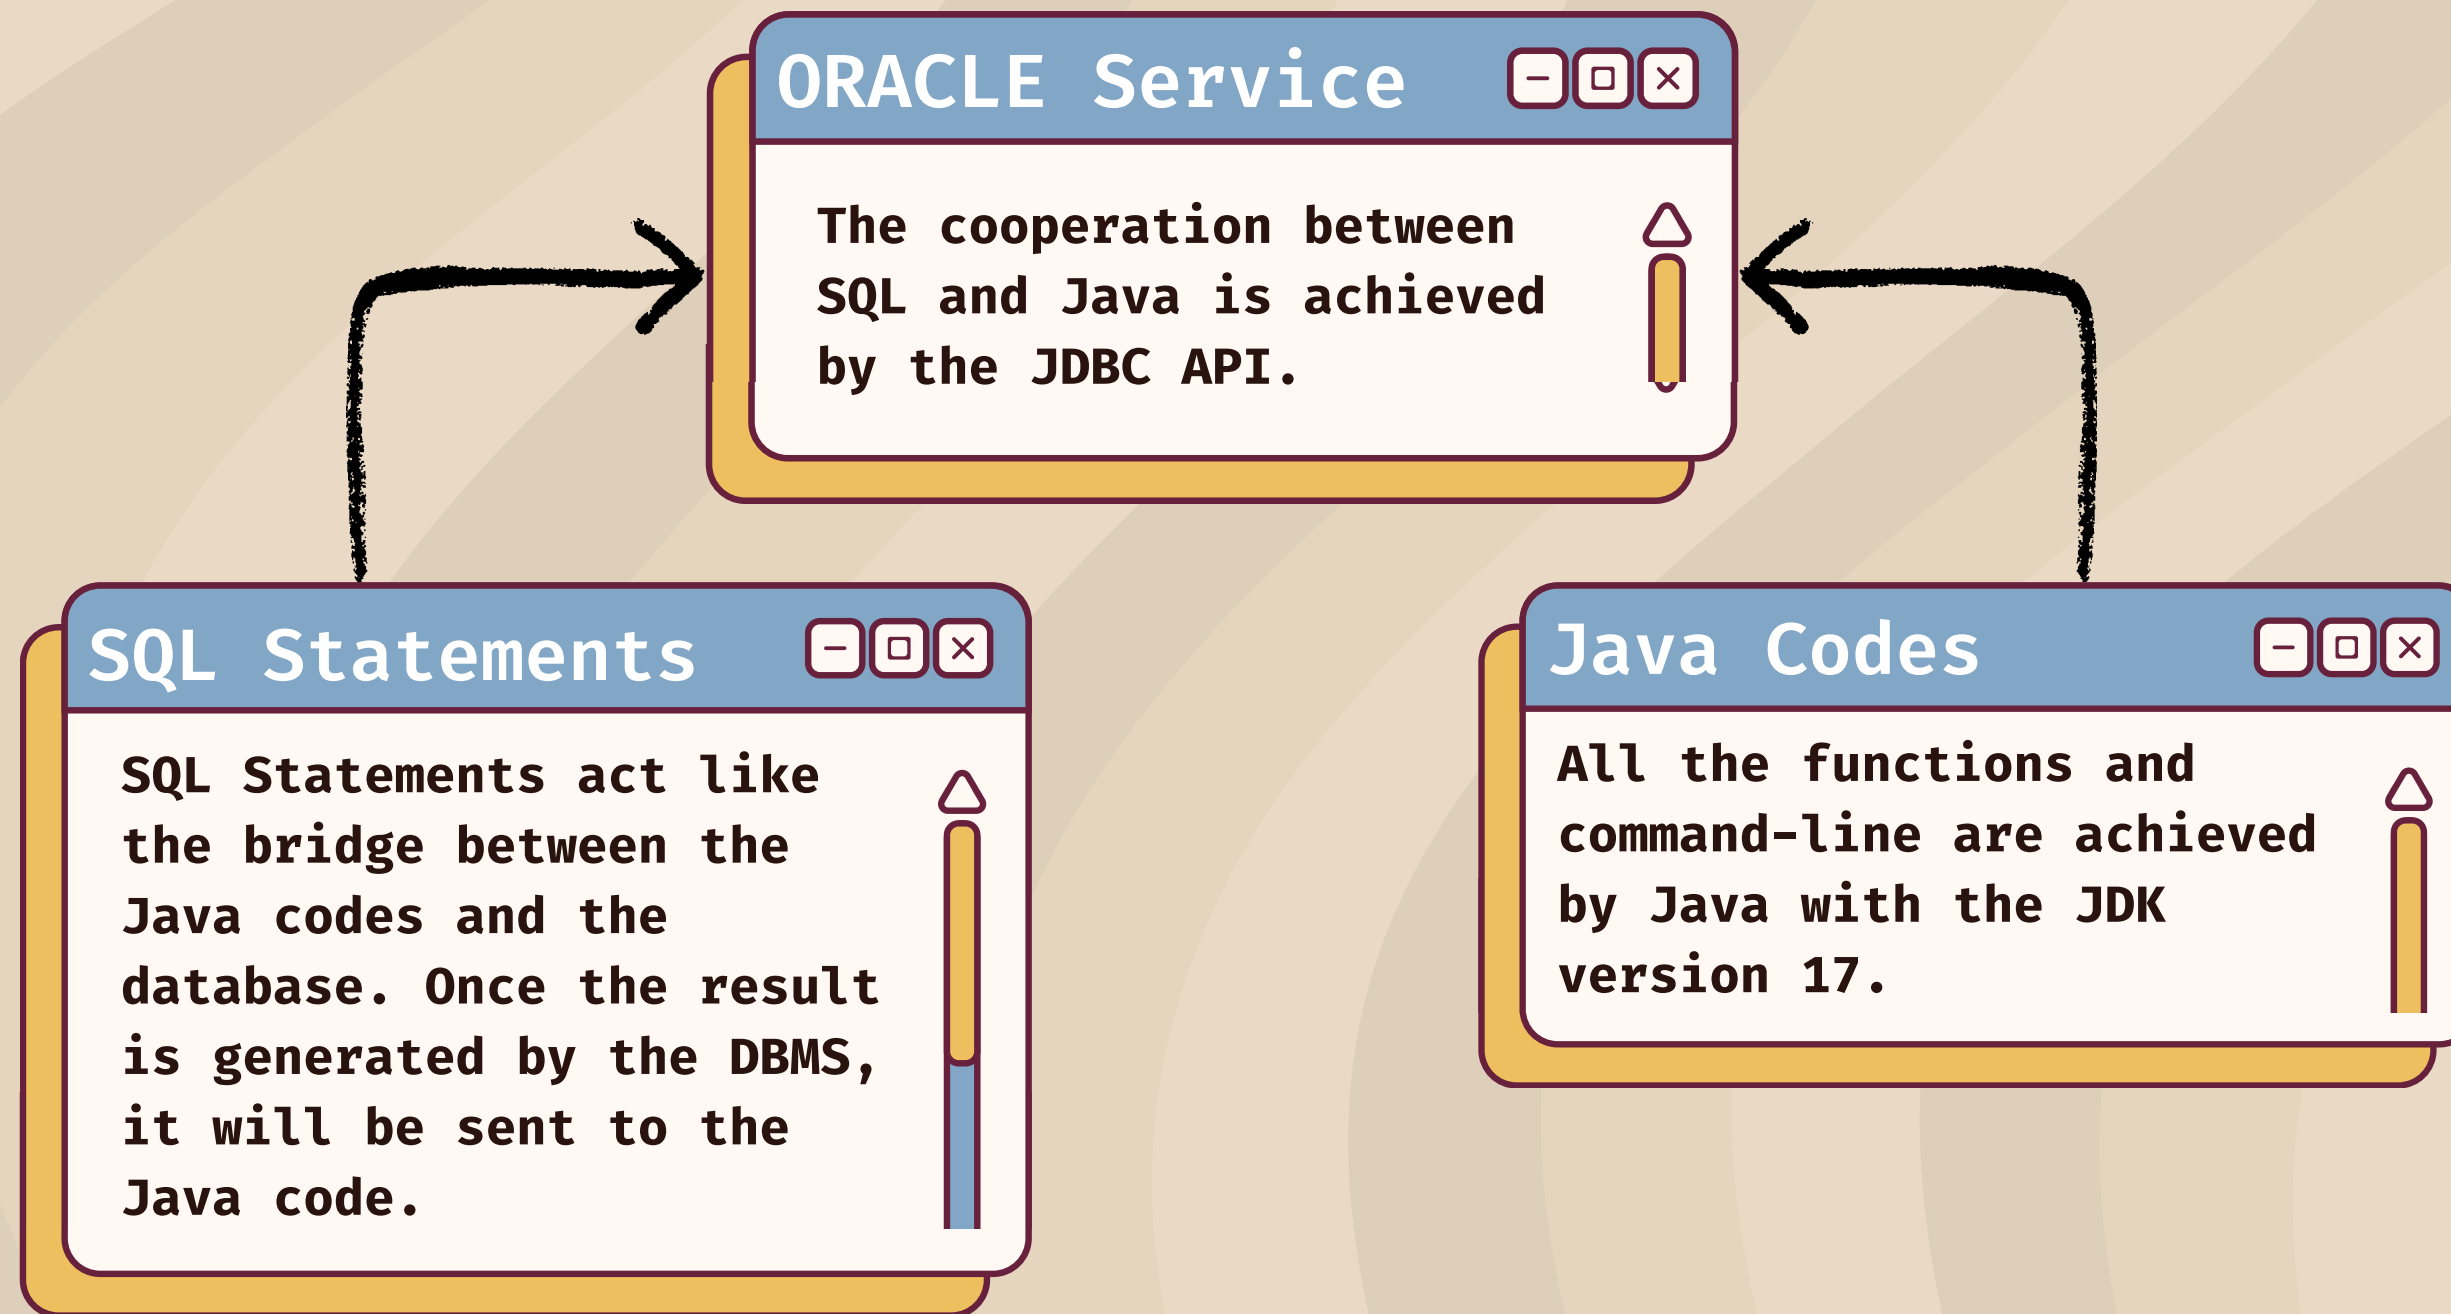 ORACLE Service
The cooperation between
SQL and Java is achieved
by the JDBC API.
SQL Statements
SQL Statements act like
the bridge between the
Java codes and the
database. Once the result
is generated by the DBMS,
it will be sent to the
Java code.
Java Codes
All the functions and
command-line are achieved
by Java with the JDK
version 17.